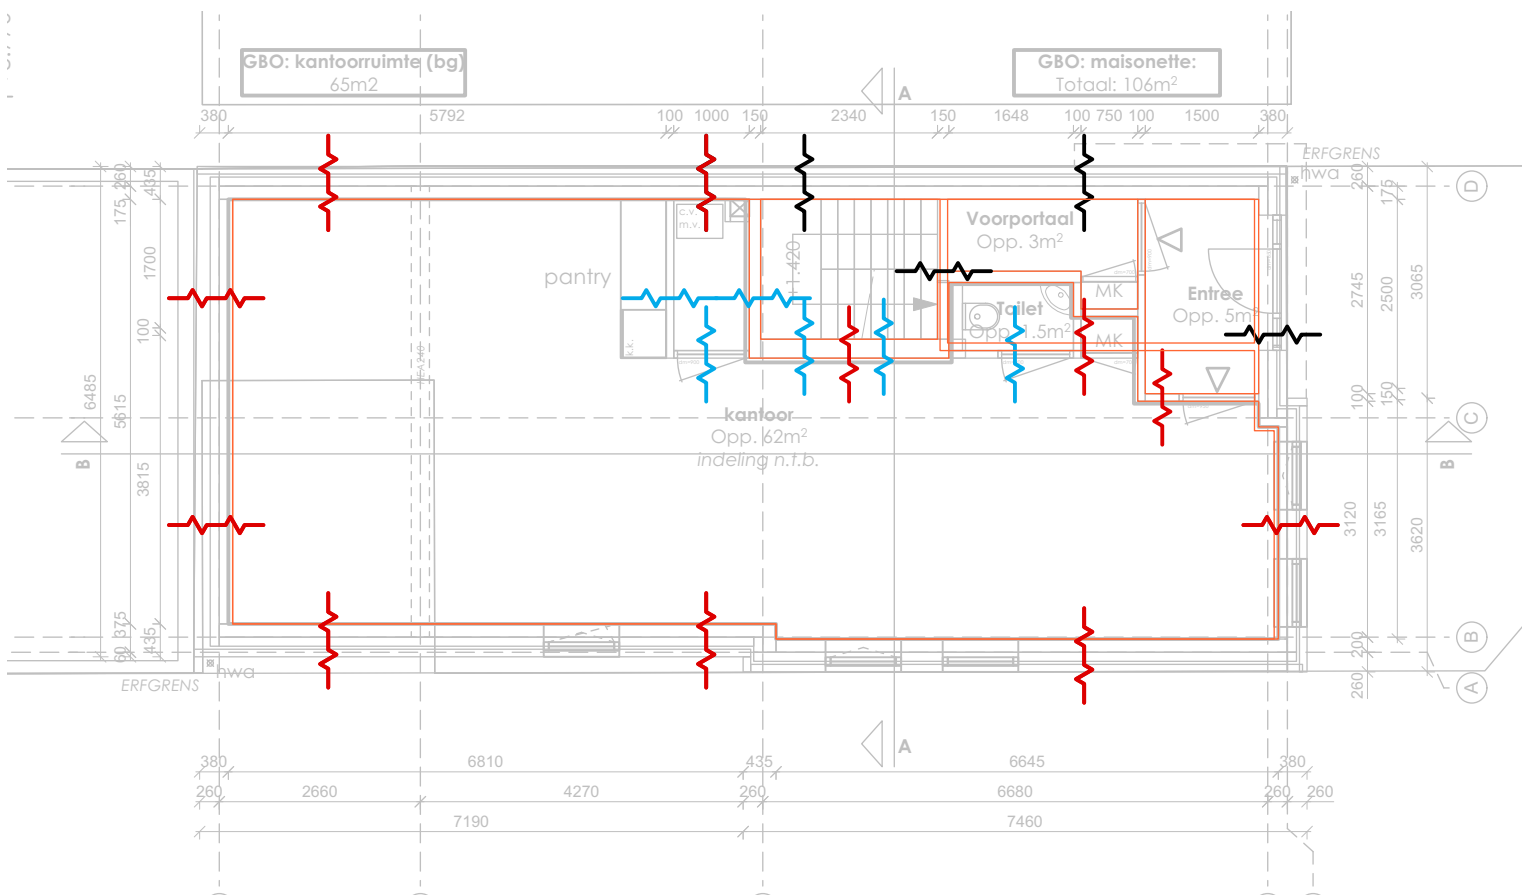 GBO: kantoorruimte (bg)
65m2
GBO: maisonette:
Totaal: 106m²
A
380
5792
100
1000
150
2340
150
1648
100
750
100
1500
380
ERFGRENS
hwa
D
260
435
175
c.v.
m.v.
Voorportaal
Opp. 3m²
260
175
1700
pantry
1.420
MK
Entree
Opp. 5m²
2745
2500
3065
Toilet
Opp. 1.5m²
100
k.k.
MK
6485
5615
kantoor
Opp. 62m²
indeling n.t.b.
100
150
C
B
B
3815
3120
3165
3620
375
435
60
B
200
hwa
ERFGRENS
260
A
A
380
6810
435
6645
380
260
2660
4270
260
6680
260
260
7190
7460